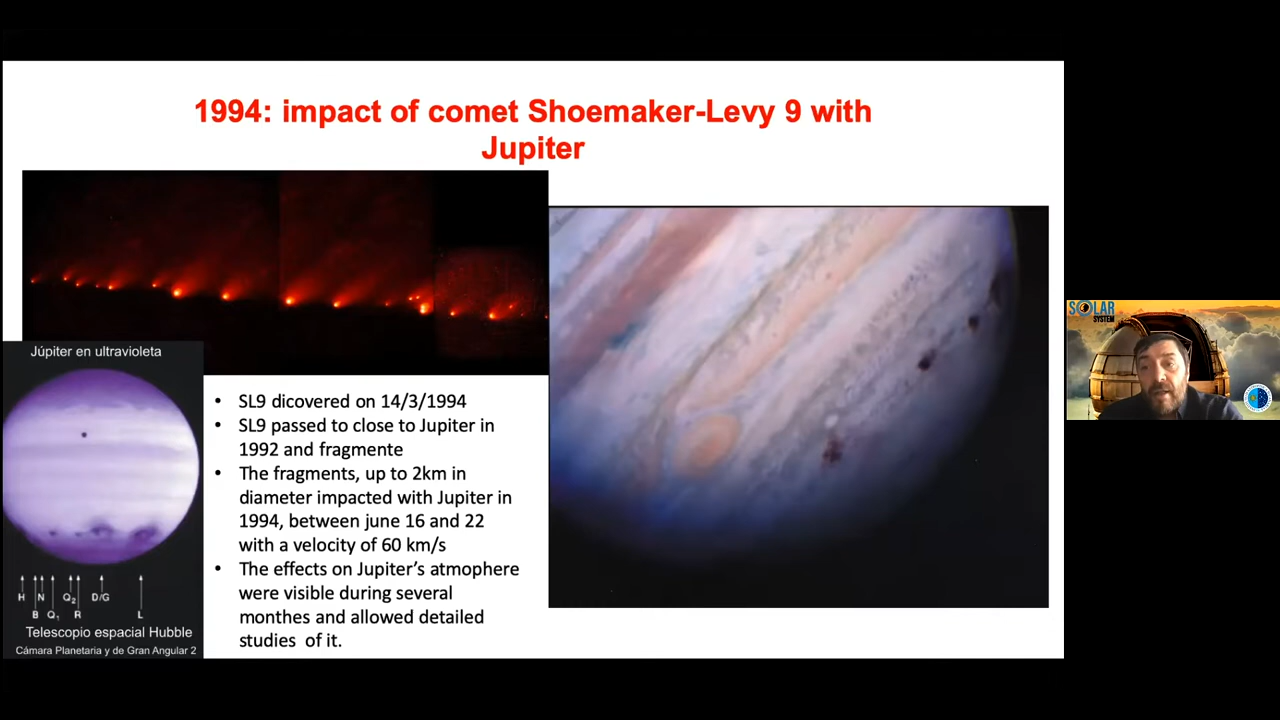 1994: impact of comet Shoemaker-Levy 9 with
Jupiter
Júpiter en ultravioleta
H N Q2 D/G
B Q1 R L
Telescopio espacial Hubble
Cámara Planetaria y de Gran Angular 2
• SL9 dicovered on 14/3/1994
• SL9 passed to close to Jupiter in
1992 and fragmente
• The fragments, up to 2km in
diameter impacted with Jupiter in
1994, between june 16 and 22
with a velocity of 60 km/s
• The effects on Jupiter’s atmophere
were visible during several
monthes and allowed detailed
studies of it.
SOLAR
SYSTEM